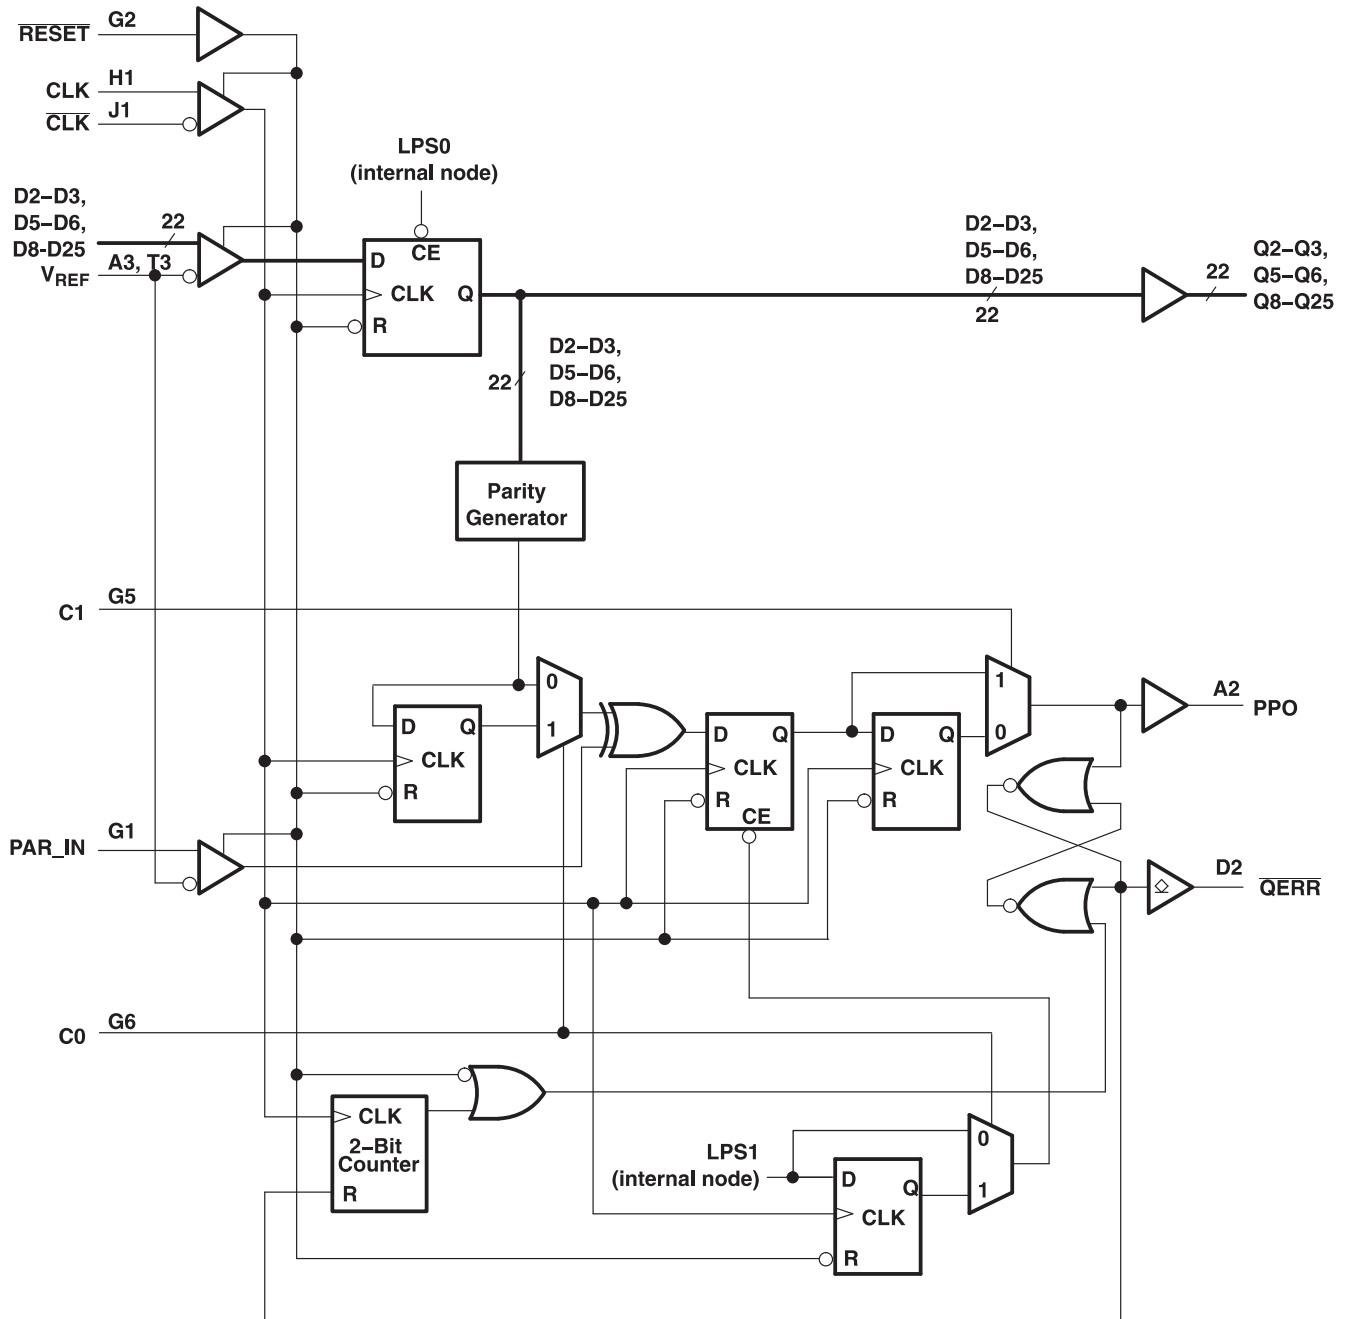 RESET G2
CLK H1
CLK J1
LPS0
(internal node)
D2–D3,
D5–D6,
D8-D25
22
VREF A3, T3
D CE
CLK Q
R
D2–D3,
D5–D6,
D8–D25
22
22
Q2–Q3,
Q5–Q6,
Q8–Q25
22
D2–D3,
D5–D6,
D8–D25
Parity
Generator
C1 G5
0
1
D Q
CLK
R
D Q
CLK
R
CE
D Q
CLK
R
1
0
A2
PPO
PAR_IN G1
D2
QERR
C0 G6
CLK
2–Bit
Counter
R
LPS1
(internal node)
D Q
CLK
R
0
1